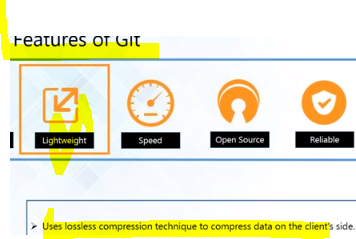 Features of Git
Lightweight
Speed
Open Source
Reliable
➢ Uses lossless compression technique to compress data on the client's side.